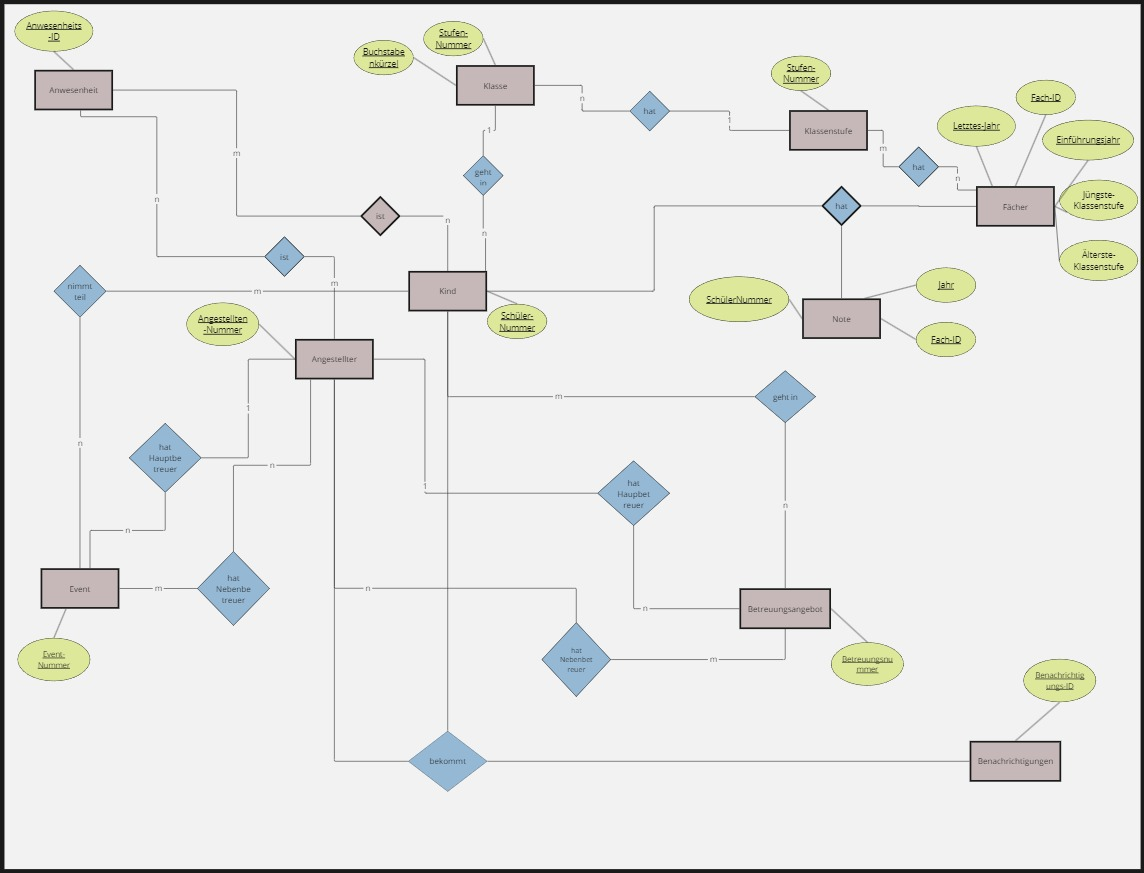 Anwesenheits
-ID
Stufen-
Nummer
Buchstabe
nkürzel
Stufen-
Nummer
Anwesenheit
Klasse
n
hat
1
Klassenstufe
Fach-ID
Letztes-Jahr
Einführungsjahr
m
hat
n
m
1
geht
in
Jüngste-
Klassenstufe
n
ist
n
hat
Fächer
n
ist
m
Älterste-
Klassenstufe
nimmt
teil
m
Kind
SchülerNummer
Jahr
Angestellten
-Nummer
Schüler-
Nummer
Note
Fach-ID
Angestellter
m
geht in
1
n
hat
Hauptbe
treuer
n
1
hat
Haupbet
reuer
n
n
Event
m
hat
Nebenbe
treuer
n
n
Betreuungsangebot
Event-
Nummer
hat
Nebenbet
reuer
m
Betreuungsnu
mmer
Benachrichtig
ungs-ID
bekommt
Benachrichtigungen